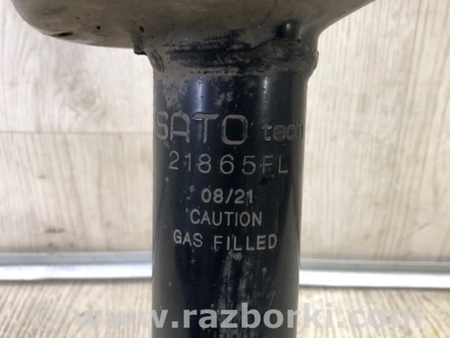 SATO tech
21865FL
08/21
CAUTION
GAS FILLED
www.razborki.com